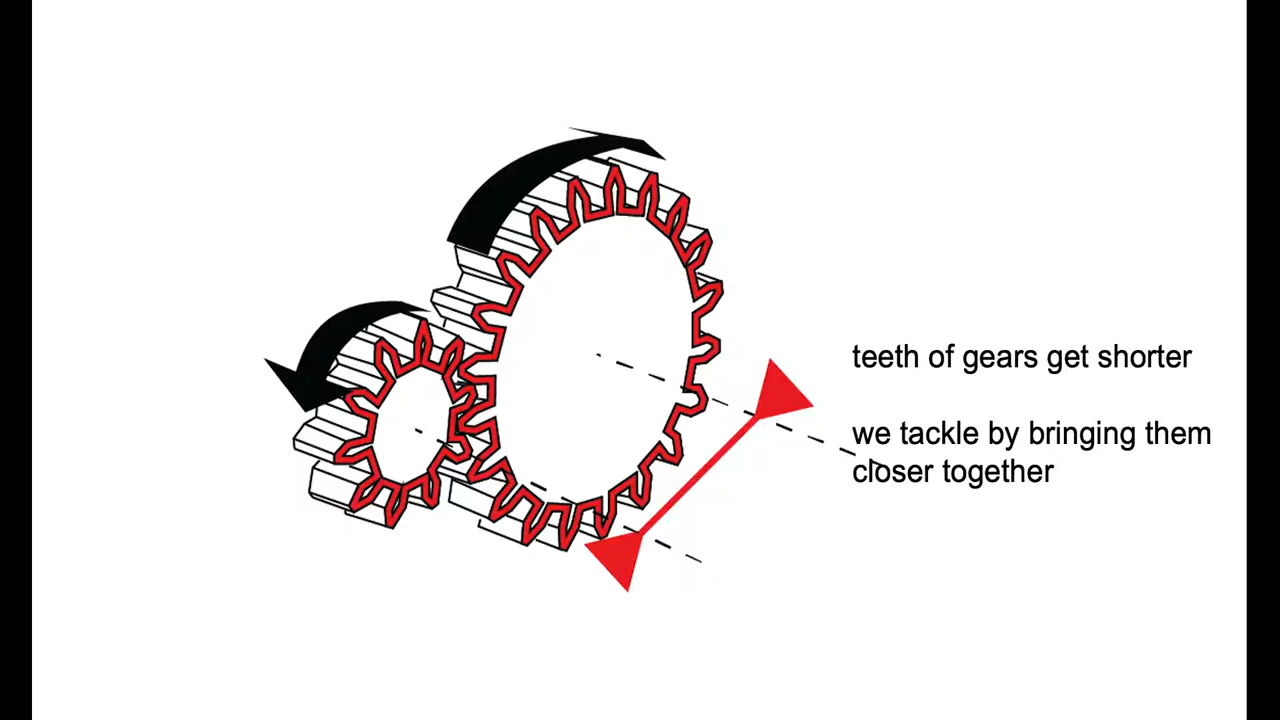 teeth of gears get shorter
we tackle by bringing them
closer together